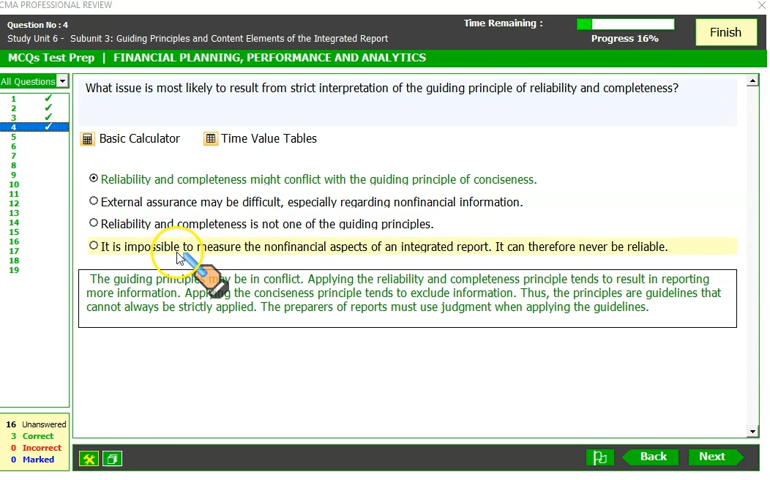 CMA PROFESSIONAL REVIEW
Question No : 4
Time Remaining :
Progress 16%
Finish
Study Unit 6 - Subunit 3: Guiding Principles and Content Elements of the Integrated Report
MCQs Test Prep | FINANCIAL PLANNING, PERFORMANCE AND ANALYTICS
All Questions
1
2
3
4
5
6
7
8
9
10
11
12
13
14
15
16
17
18
19
What issue is most likely to result from strict interpretation of the guiding principle of reliability and completeness?
Basic Calculator
Time Value Tables
Reliability and completeness might conflict with the guiding principle of conciseness.
External assurance may be difficult, especially regarding nonfinancial information.
Reliability and completeness is not one of the guiding principles.
It is impossible to measure the nonfinancial aspects of an integrated report. It can therefore never be reliable.
The guiding principles may be in conflict. Applying the reliability and completeness principle tends to result in reporting
more information. Applying the conciseness principle tends to exclude information. Thus, the principles are guidelines that
cannot always be strictly applied. The preparers of reports must use judgment when applying the guidelines.
16 Unanswered
3 Correct
0 Incorrect
0 Marked
Back
Next